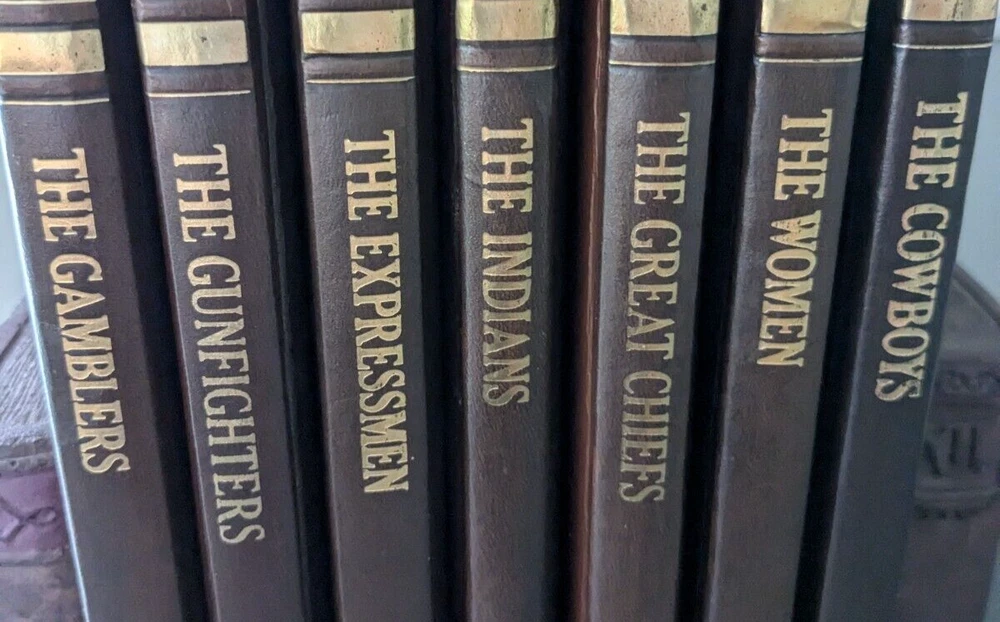 THE GAMBLERS
THE GUNFIGHTERS
THE EXPRESSMEN
THE INDIANS
THE GREAT CHIEFS
THE WOMEN
THE COWBOYS